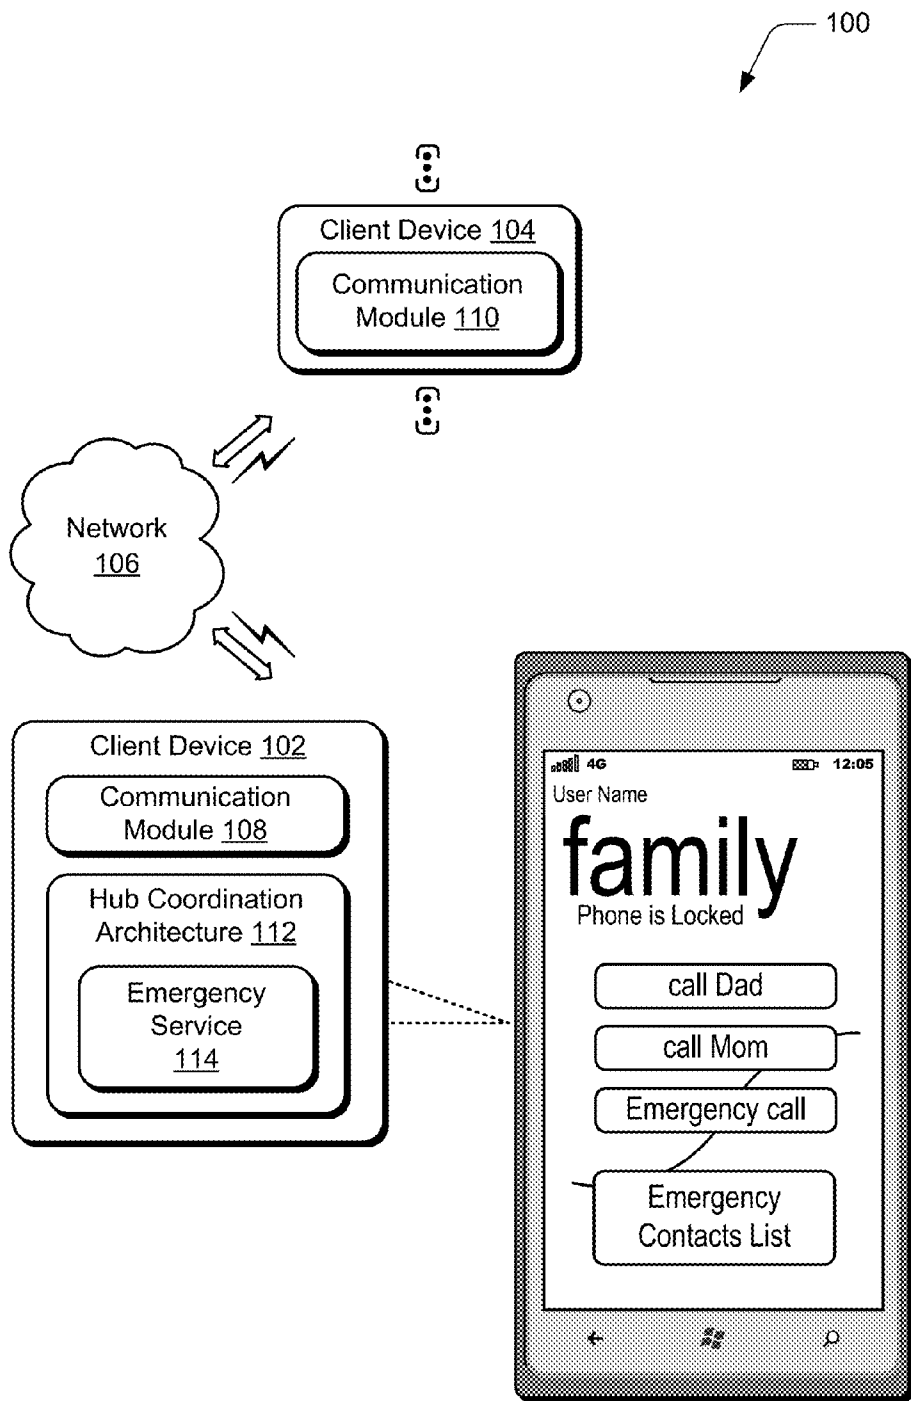 100
Client Device 104
Communication
Module 110
Network
106
Client Device 102
Communication
Module 108
Hub Coordination
Architecture 112
Emergency
Service
114
4G
12:05
User Name
family
Phone is Locked
call Dad
call Mom
Emergency call
Emergency
Contacts List